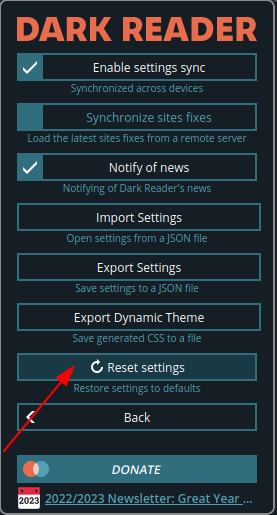 DARK READER
Enable settings sync
Synchronized across devices
Synchronize sites fixes
Load the latest sites fixes from a remote server
Notify of news
Notifying of Dark Reader's news
Import Settings
Open settings from a JSON file
Export Settings
Save settings to a JSON file
Export Dynamic Theme
Save generated CSS to a file
Reset settings
Restore settings to defaults
Back
DONATE
2023 2022/2023 Newsletter: Great Year ...